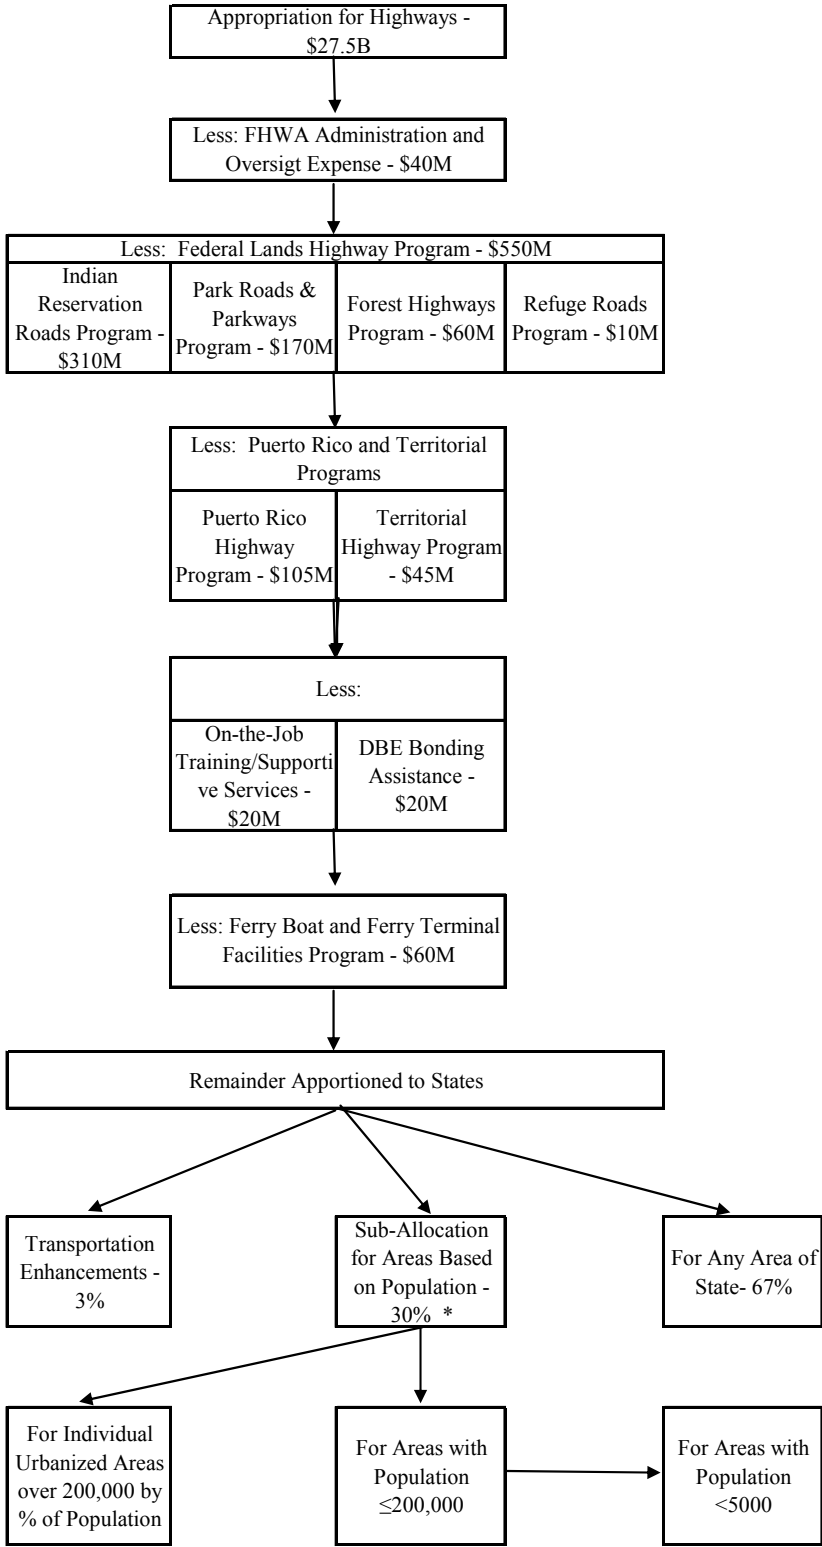 Appropriation for Highways -
$27.5B
Less: FHWA Administration and
Oversigt Expense - $40M
Less:  Federal Lands Highway Program - $550M
Indian
Reservation
Roads Program -
$310M
Park Roads &
Parkways
Program - $170M
Forest Highways
Program - $60M
Refuge Roads
Program - $10M
Less:  Puerto Rico and Territorial
Programs
Puerto Rico
Highway
Program - $105M
Territorial
Highway Program
- $45M
Less:
On-the-Job
Training/Supporti
ve Services -
$20M
DBE Bonding
Assistance -
$20M
Less: Ferry Boat and Ferry Terminal
Facilities Program - $60M
Remainder Apportioned to States
Transportation
Enhancements -
3%
Sub-Allocation
for Areas Based
on Population -
30%  *
For Any Area of
State- 67%
For Individual
Urbanized Areas
over 200,000 by
% of Population
For Areas with
Population
≤200,000
For Areas with
Population
<5000